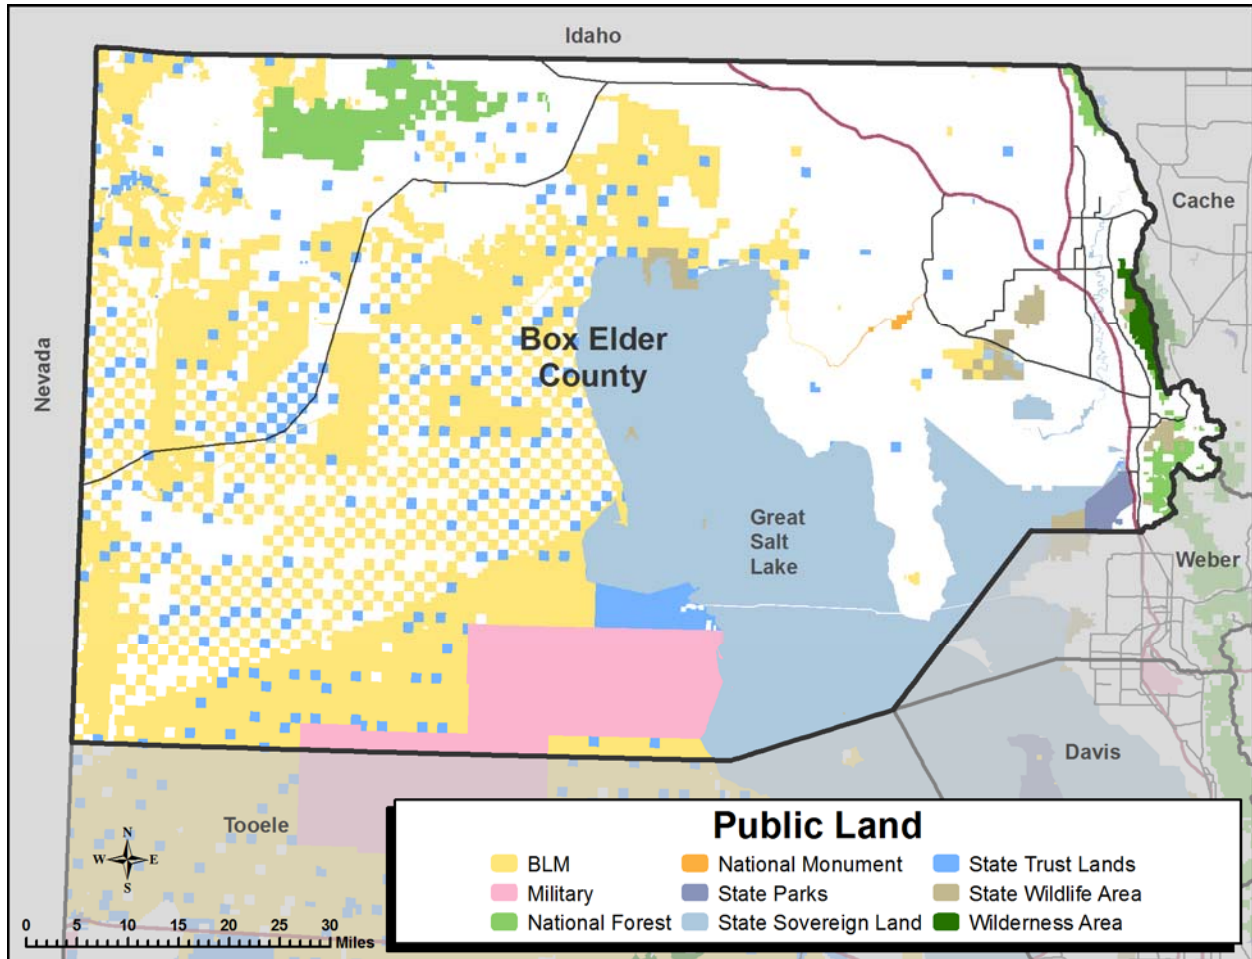 Idaho
Cache
Nevada
Box Elder
County
Great
Salt
Lake
Weber
Davis
Tooele
N
W E
S
0 5 10 15 20 25 30
Miles
Public Land
BLM
National Monument
State Trust Lands
Military
State Parks
State Wildlife Area
National Forest
State Sovereign Land
Wilderness Area